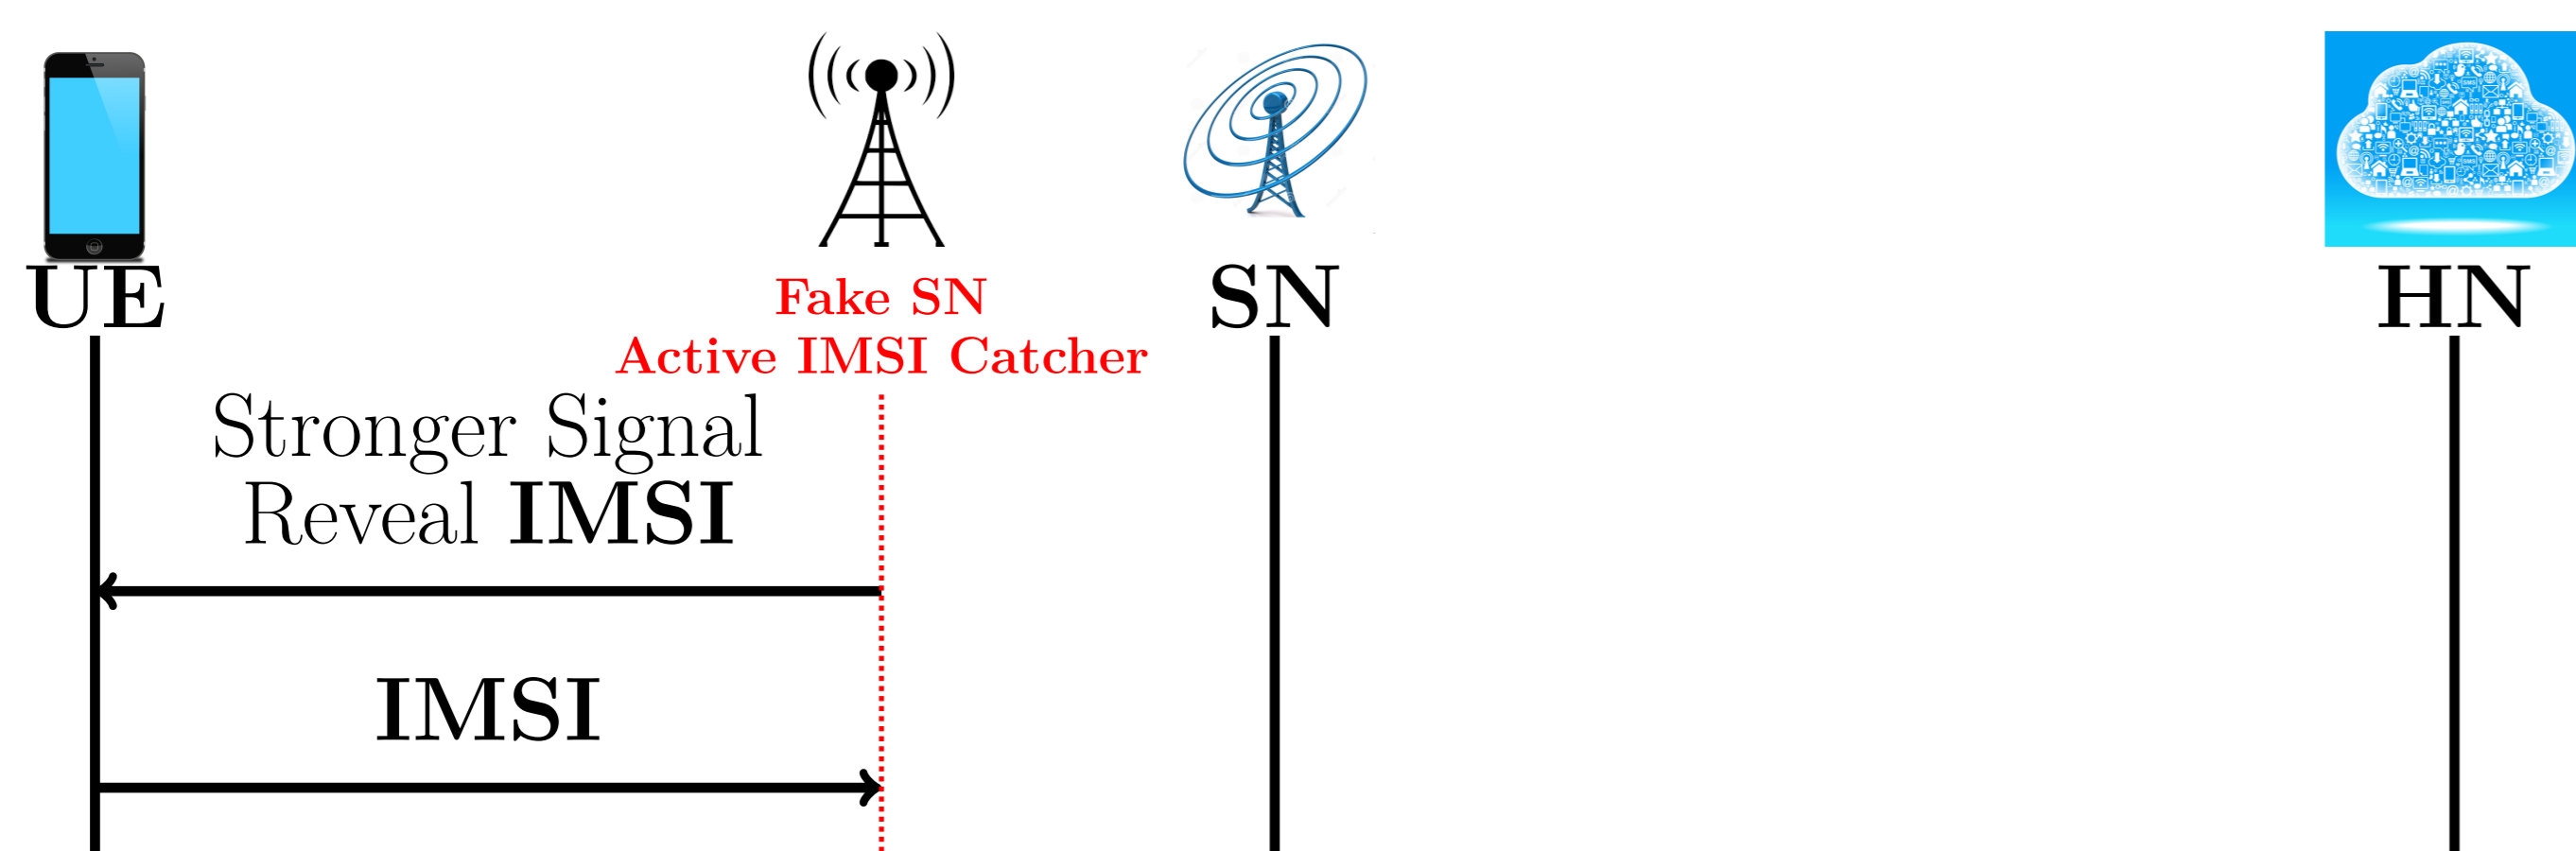 UE
Fake SN
Active IMSI Catcher
SN
HN
Stronger Signal
Reveal IMSI
IMSI